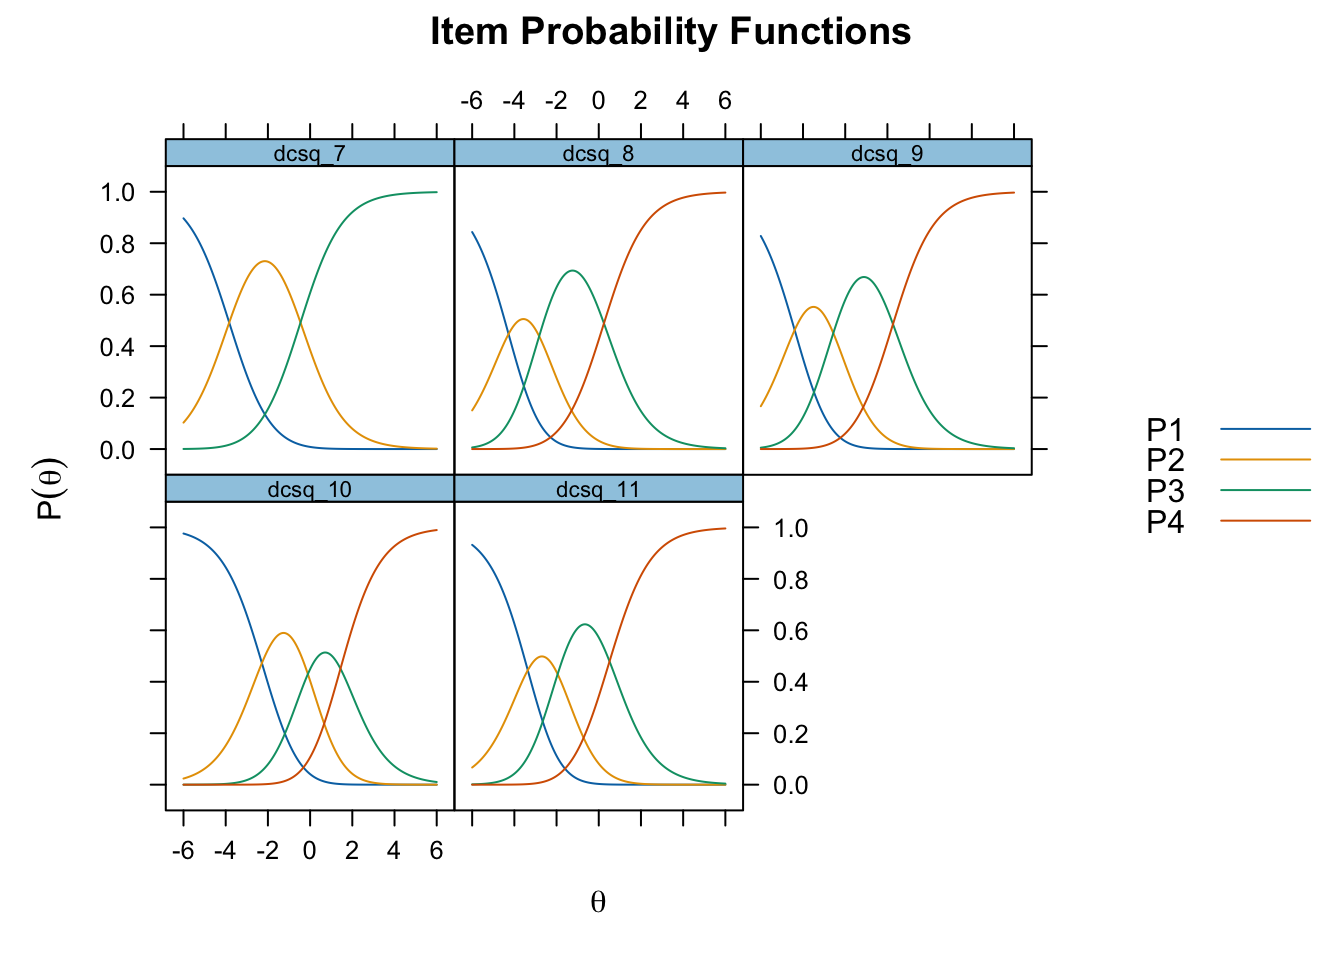 Item Probability Functions
-6 -4 -2 0 2 4 6
dcsq_7 dcsq_8 dcsq_9
1.0
0.8
0.6
0.4
0.2
0.0
P(θ)
dcsq_10 dcsq_11
1.0
0.8
0.6
0.4
0.2
0.0
-6 -4 -2 0 2 4 6
θ
P1
P2
P3
P4